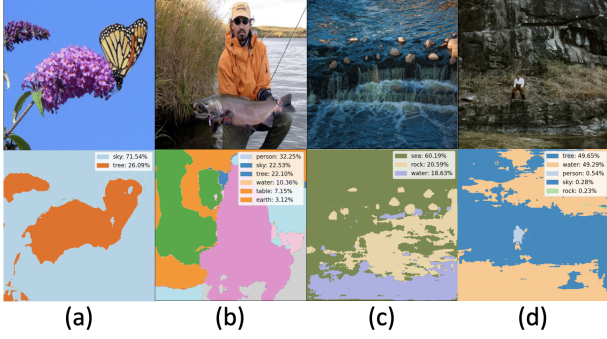 sky: 71.54%
tree: 26.09%
person: 32.25%
sky: 22.53%
tree: 22.10%
water: 10.36%
table: 7.15%
earth: 3.12%
sea: 60.19%
rock: 20.59%
water: 18.63%
tree: 49.65%
water: 49.29%
person: 0.54%
sky: 0.28%
rock: 0.23%
(a)
(b)
(c)
(d)